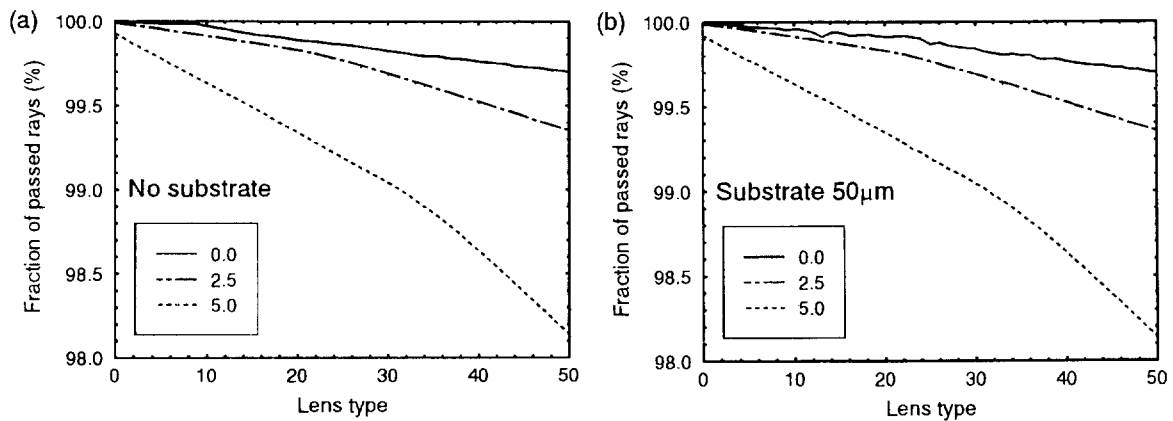 (a)
Fraction of passed rays (%)
100.0
99.5
99.0
98.5
98.0
No substrate
0.0
2.5
5.0
0 10 20 30 40 50
Lens type
(b)
Fraction of passed rays (%)
100.0
99.5
99.0
98.5
98.0
Substrate 50μm
0.0
2.5
5.0
0 10 20 30 40 50
Lens type